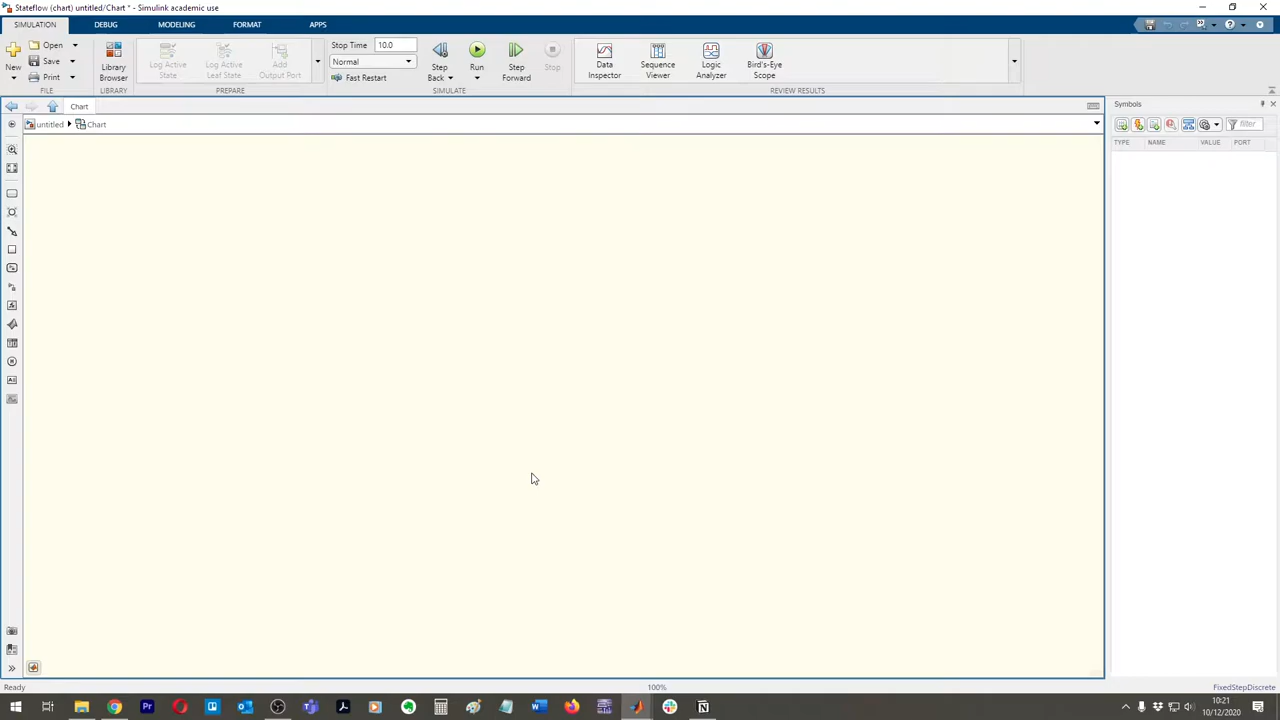 Stateflow (chart) untitled/Chart * - Simulink academic use
SIMULATION DEBUG MODELING FORMAT APPS
New
Open
Save
Print
FILE
Library
Browser
LIBRARY
Log Active
State
Log Active
Leaf State
Add
Output Port
PREPARE
Stop Time 10.0
Normal
Fast Restart
Step
Back
Run
Step
Forward
Stop
SIMULATE
Data
Inspector
Sequence
Viewer
Logic
Analyzer
Bird's-Eye
Scope
REVIEW RESULTS
Chart
untitled Chart
Symbols
filter
TYPE NAME VALUE PORT
Ready 100% FixedStepDiscrete
10:21
10/12/2020